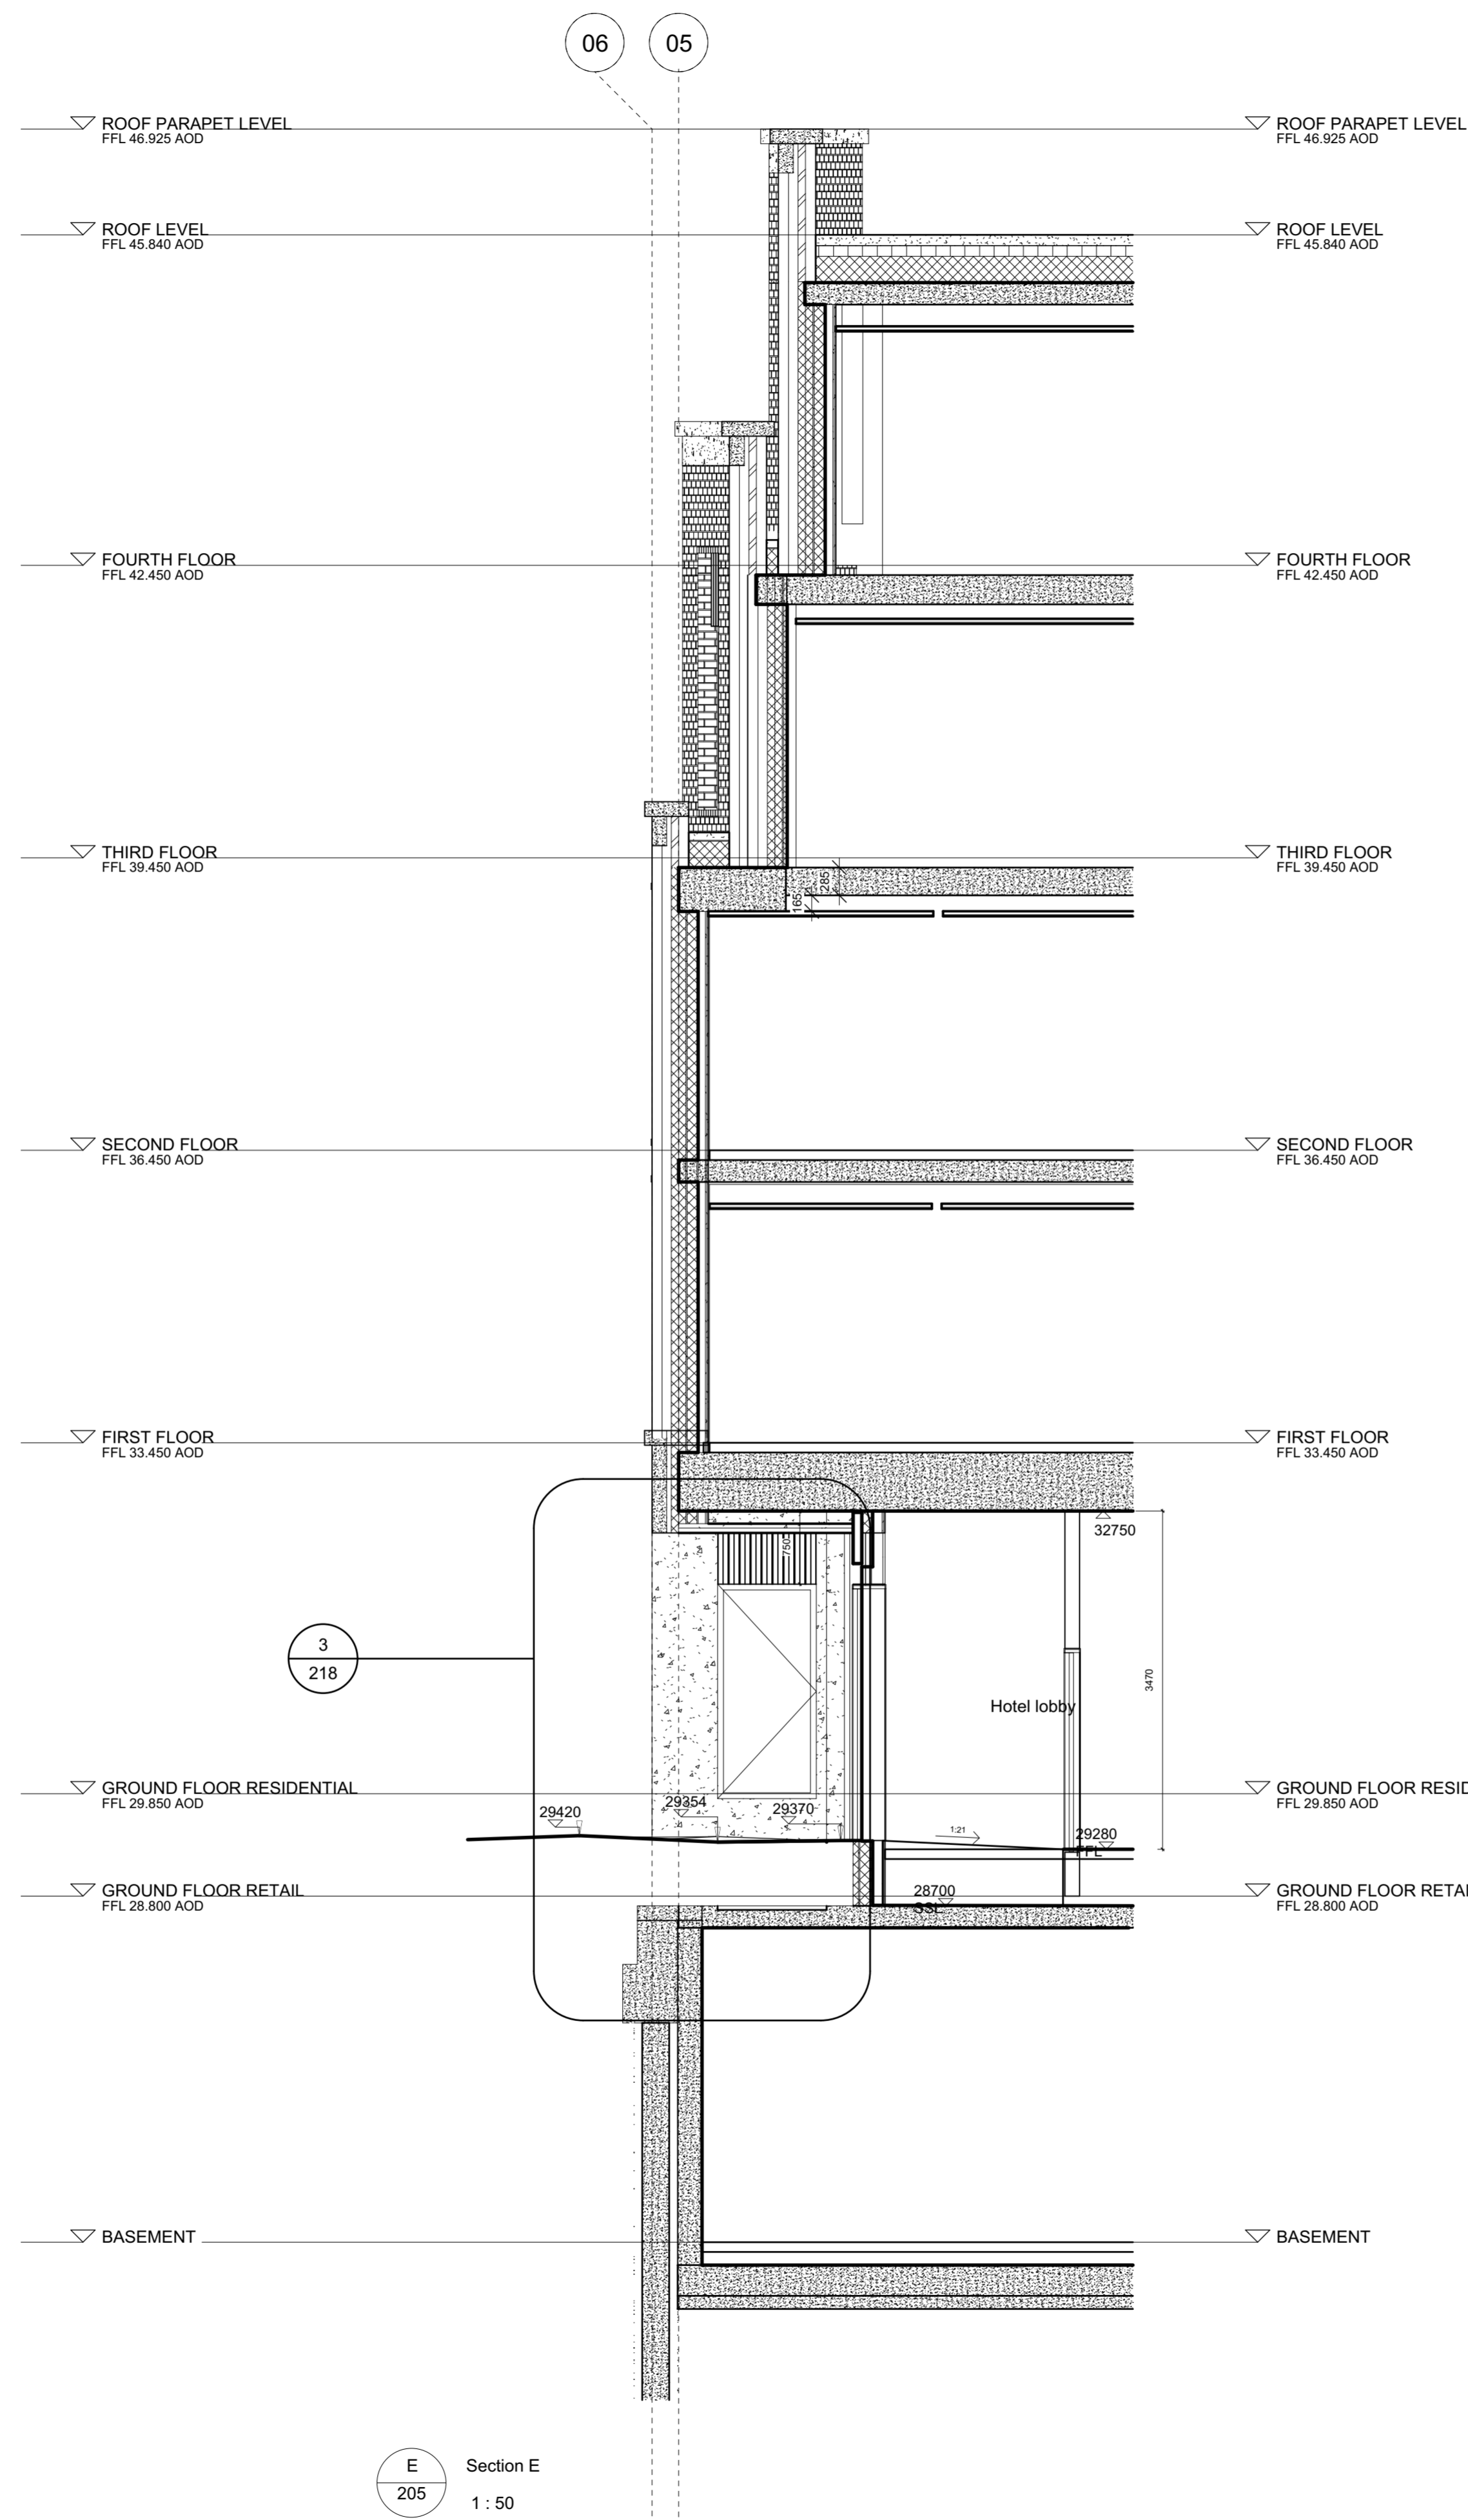 06 05
ROOF PARAPET LEVEL
FFL 46.925 AOD
ROOF PARAPET LEVEL
FFL 46.925 AOD
ROOF LEVEL
FFL 45.840 AOD
ROOF LEVEL
FFL 45.840 AOD
FOURTH FLOOR
FFL 42.450 AOD
FOURTH FLOOR
FFL 42.450 AOD
THIRD FLOOR
FFL 39.450 AOD
THIRD FLOOR
FFL 39.450 AOD
285
165
SECOND FLOOR
FFL 36.450 AOD
SECOND FLOOR
FFL 36.450 AOD
FIRST FLOOR
FFL 33.450 AOD
FIRST FLOOR
FFL 33.450 AOD
32750
750
3
218
3470
Hotel lobby
GROUND FLOOR RESIDENTIAL
FFL 29.850 AOD
GROUND FLOOR RESID
FFL 29.850 AOD
29420
29354
29370
1:21
29280
FFL
GROUND FLOOR RETAIL
FFL 28.800 AOD
28700
SSL
GROUND FLOOR RETAI
FFL 28.800 AOD
BASEMENT
BASEMENT
E
205
Section E
1 : 50